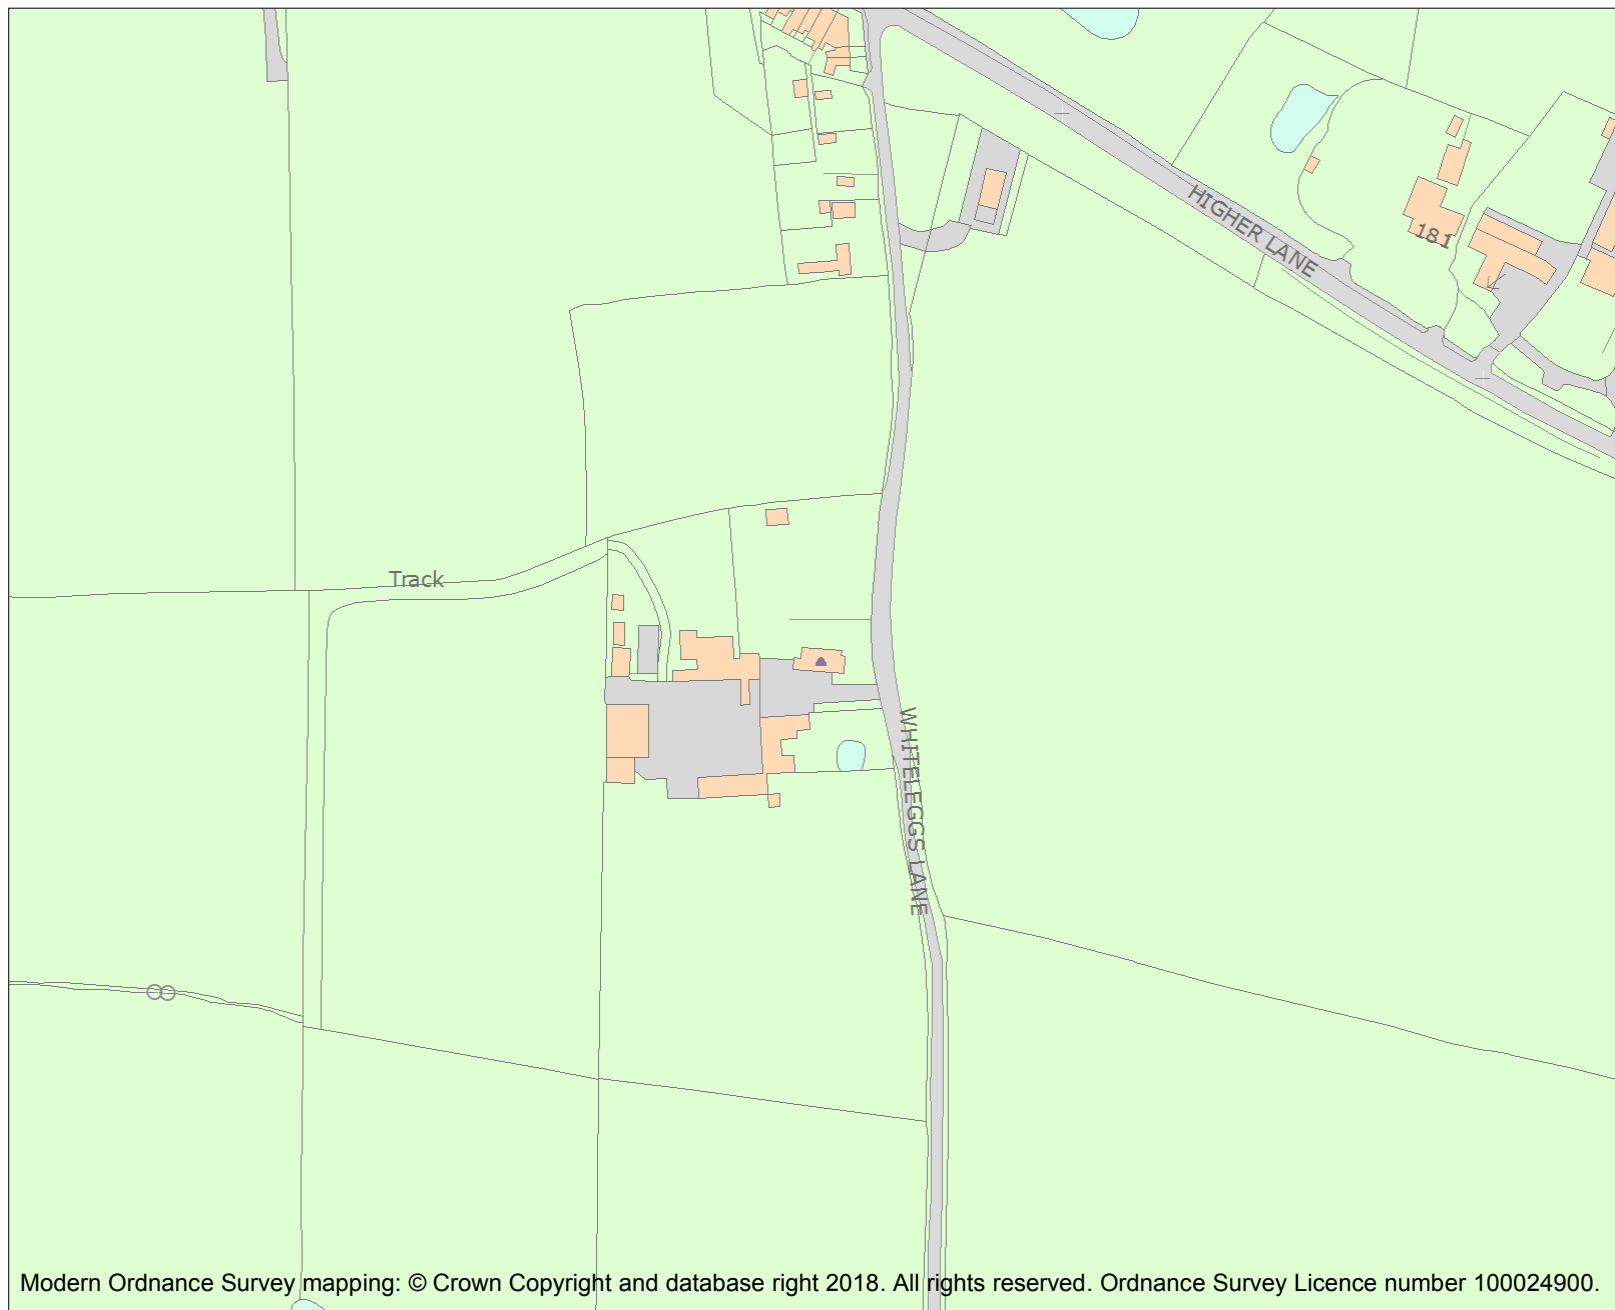 HIGHER LANE
181
Track
WHITELEGGS LANE
Modern Ordnance Survey mapping: © Crown Copyright and database right 2018. All rights reserved. Ordnance Survey Licence number 100024900.